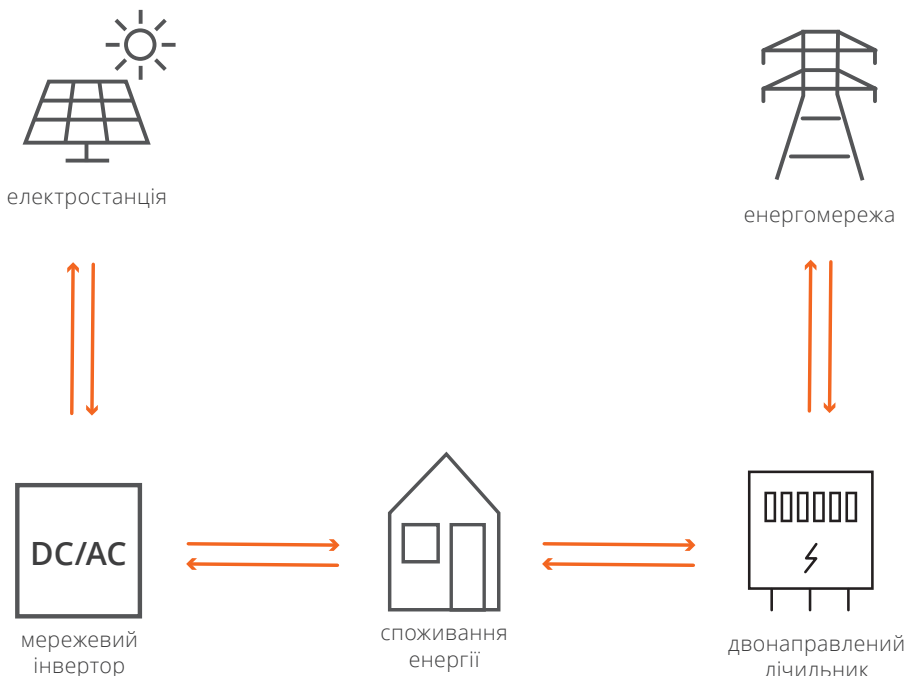 електростанція
енергомережа
DC/AC
мережевий
інвертор
споживання
енергії
двонаправлений
лічильник